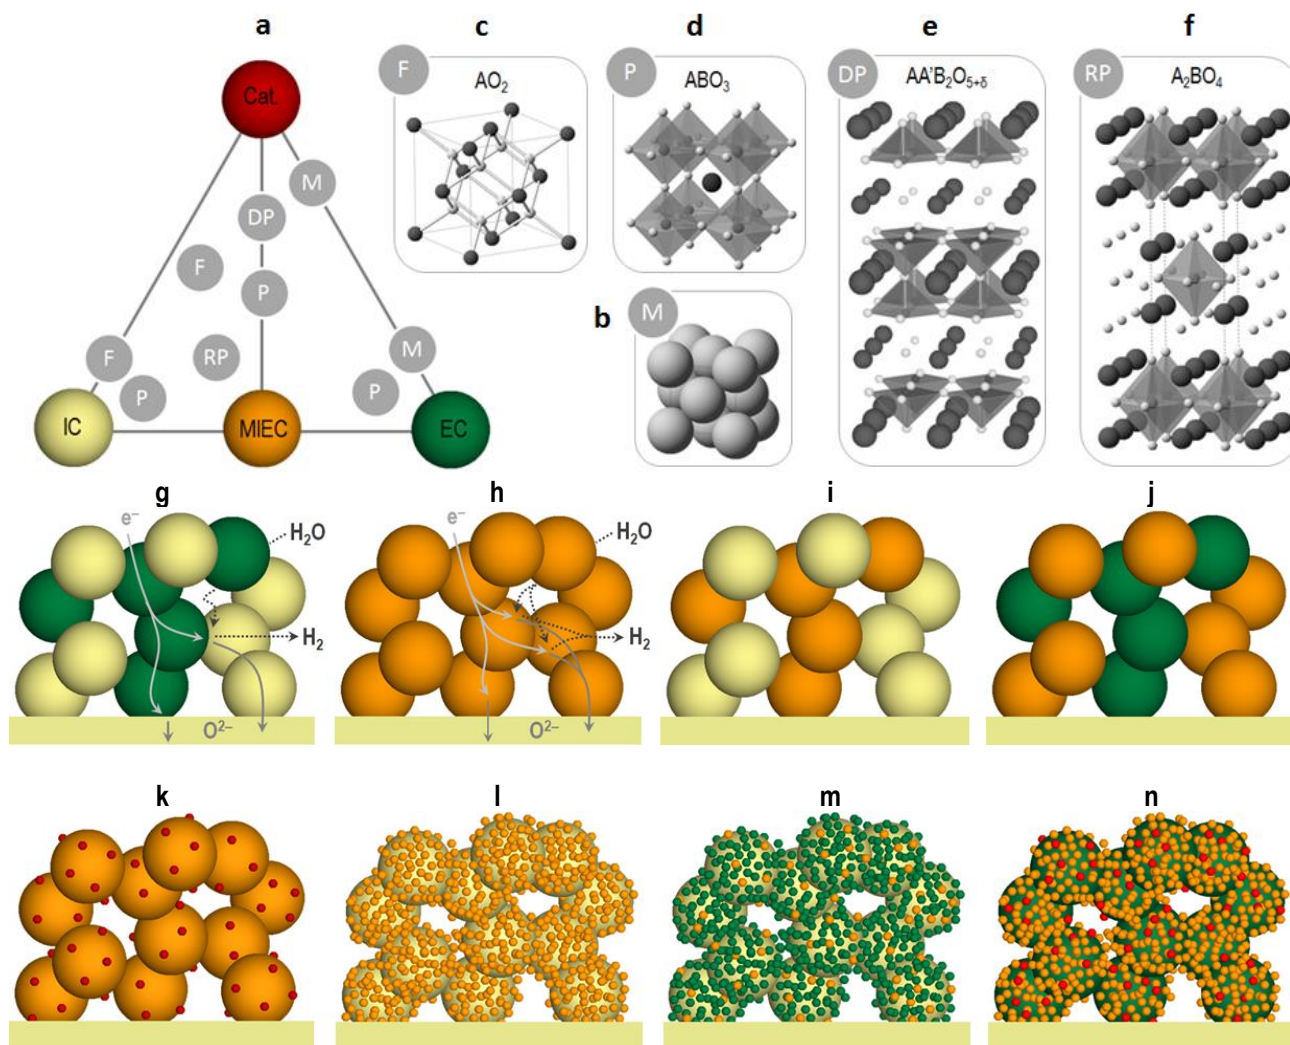 a
Cat.
M
DP
F
P
F
RP
M
P
P
IC
MIEC
EC
c
F
AO₂
d
P
ABO₃
b
M
e
DP
AA'B₂O₅₊δ
f
RP
A₂BO₄
g
e⁻
H₂O
H₂
O²⁻
h
e⁻
H₂O
H₂
O²⁻
i
j
k
l
m
n